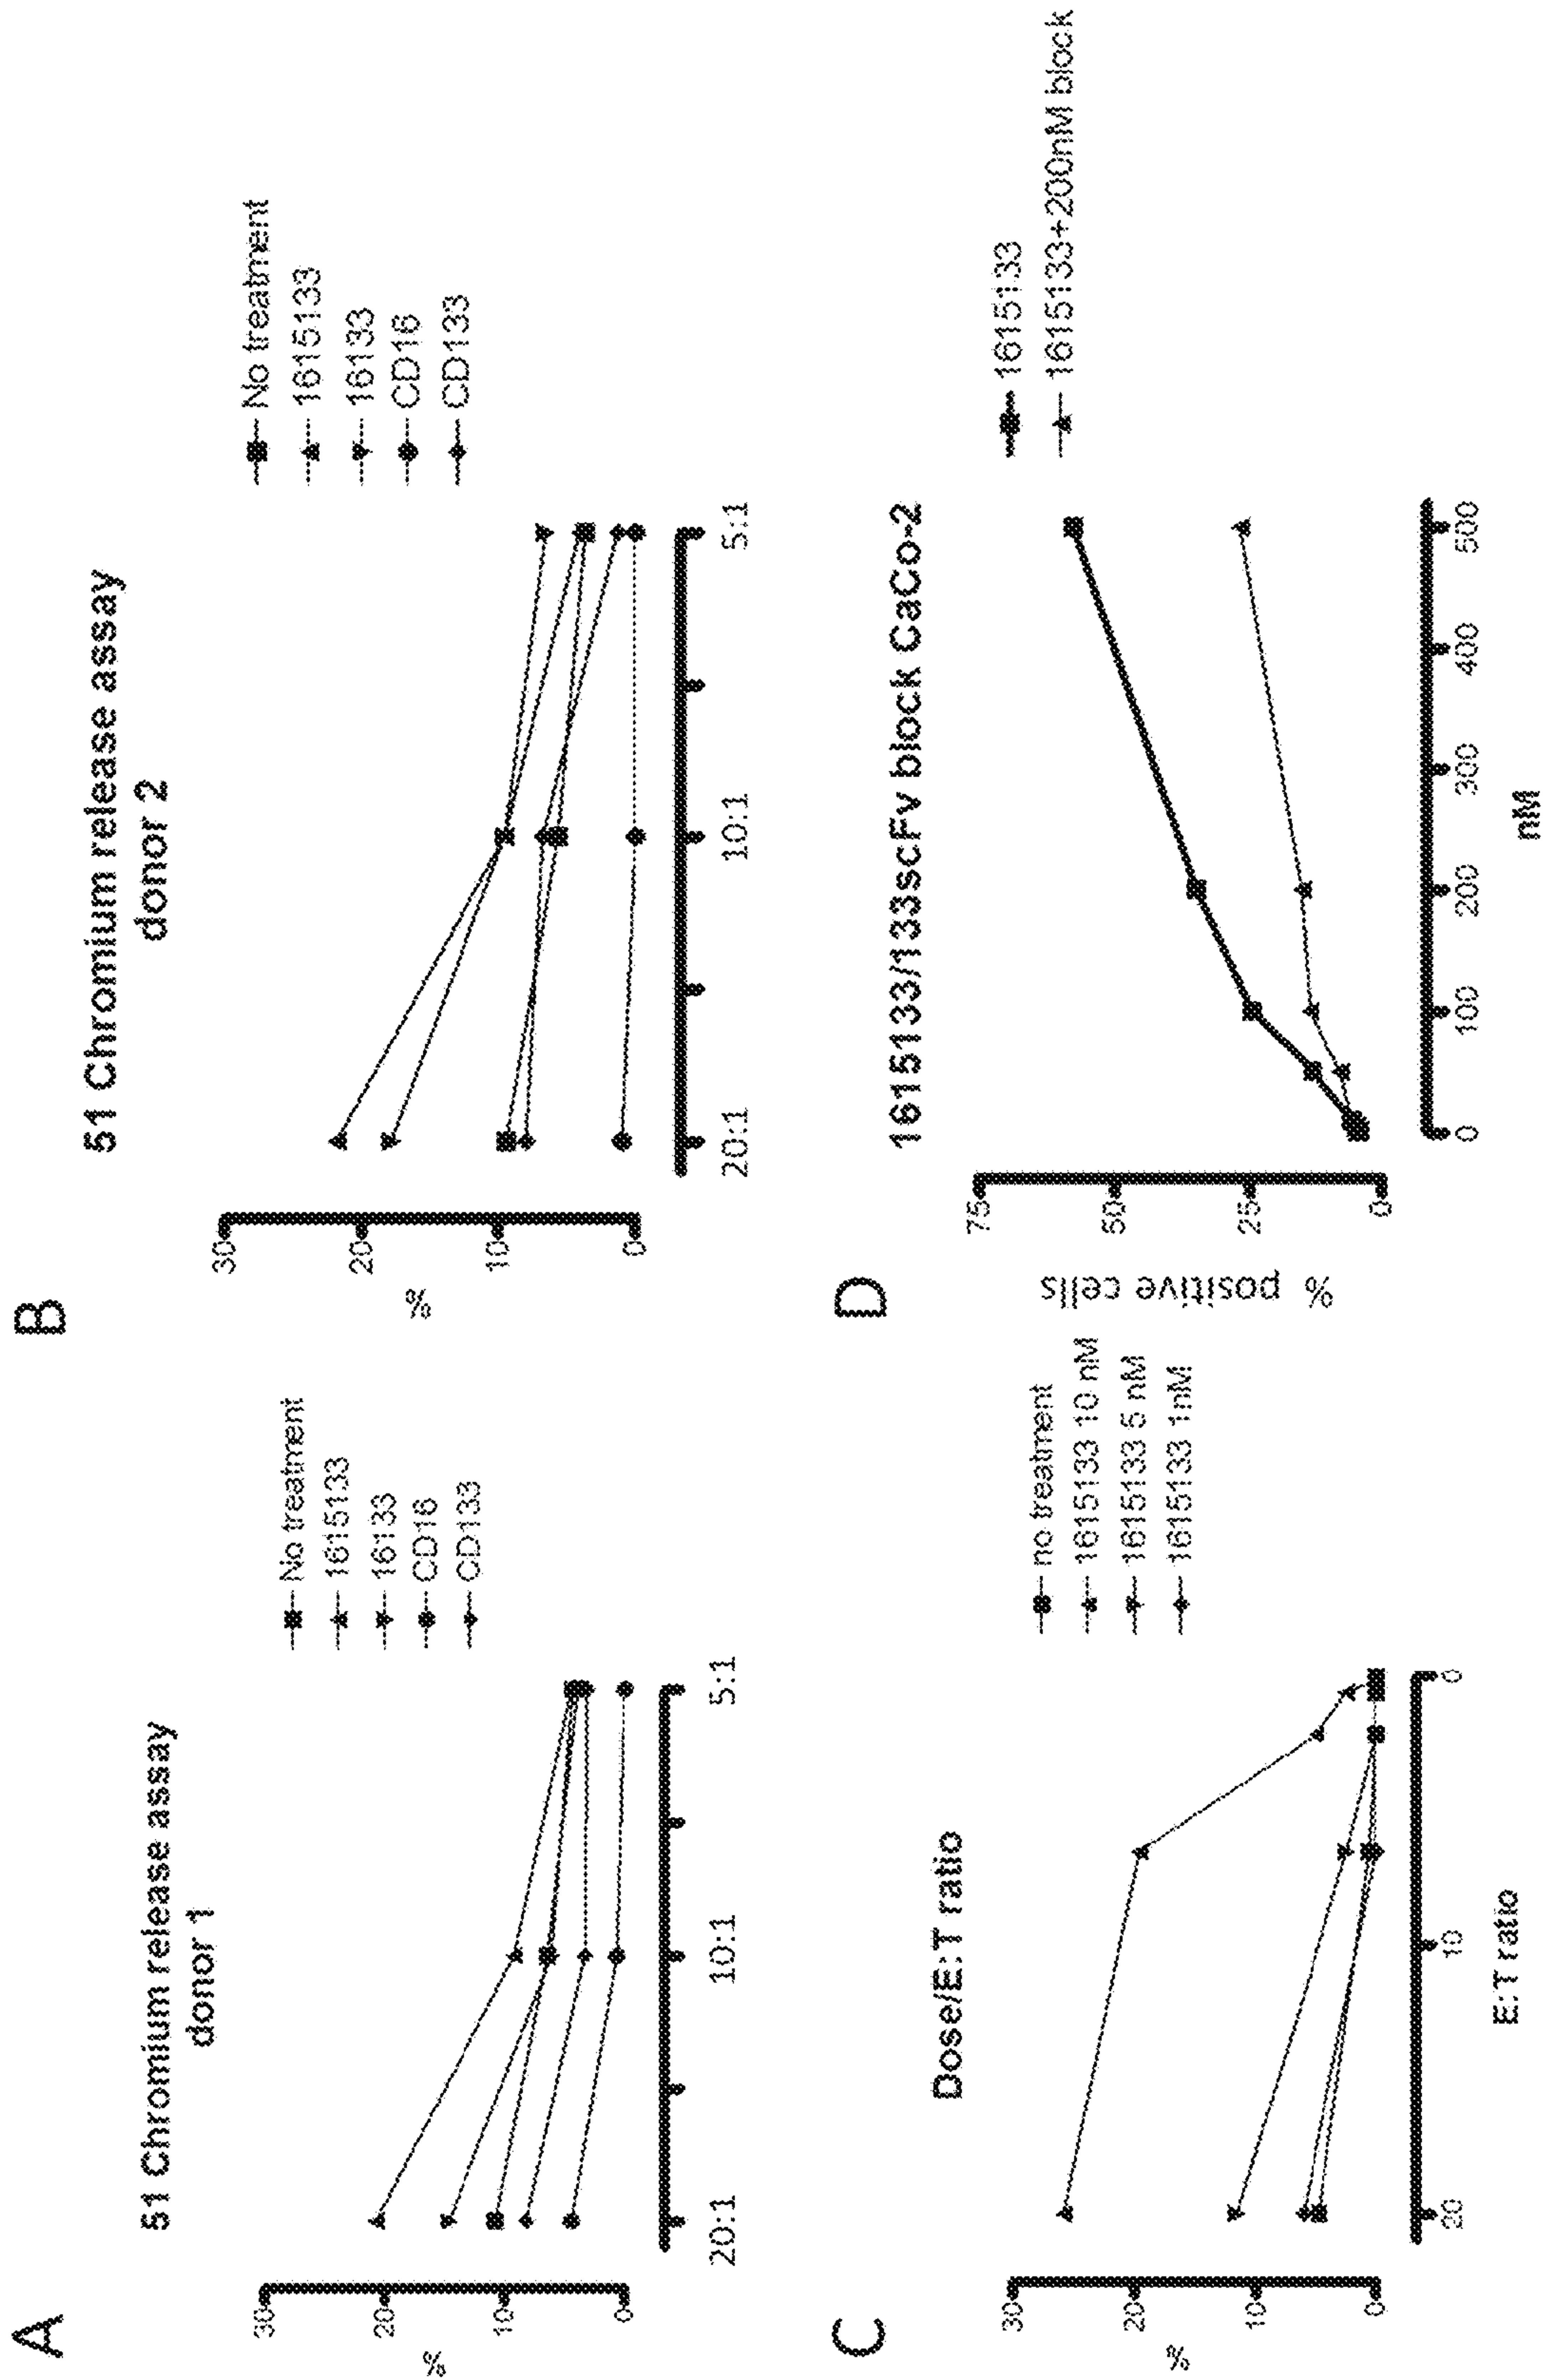 A
51 Chromium release assay
donor 1
30
20
10
0
%
20:1
10:1
5:1
No treatment
1615133
16133
CD16
CD133
B
51 Chromium release assay
donor 2
30
20
10
0
%
20:1
10:1
5:1
No treatment
1615133
16133
CD16
CD133
C
Dose/E:T ratio
30
20
10
0
%
20
10
0
E:T ratio
no treatment
1615133 10 nM
1615133 5 nM
1615133 1nM
D
1615133/133scFv block CaCo-2
75
50
25
0
% positive cells
0
100
200
300
400
500
nM
1615133
1615133+200nM block